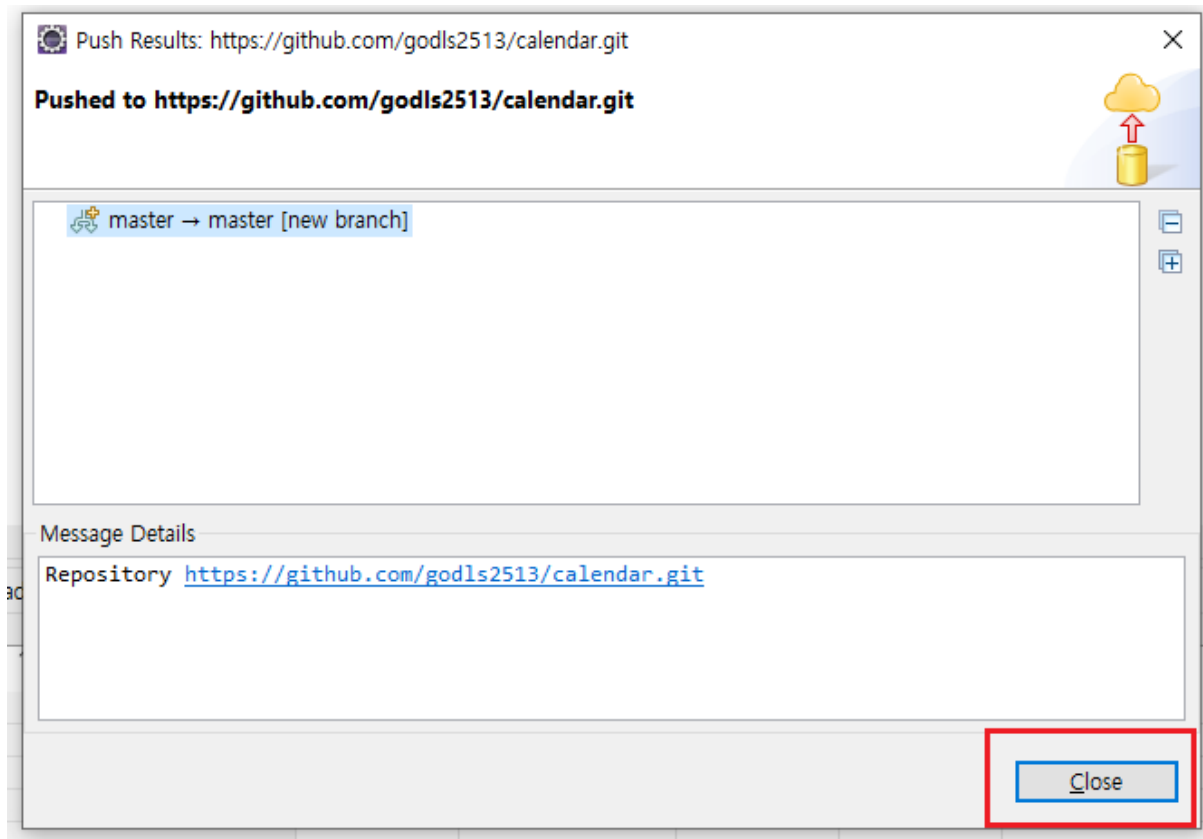 Push Results: https://github.com/godls2513/calendar.git
Pushed to https://github.com/godls2513/calendar.git
master → master [new branch]
Message Details
Repository https://github.com/godls2513/calendar.git
Close